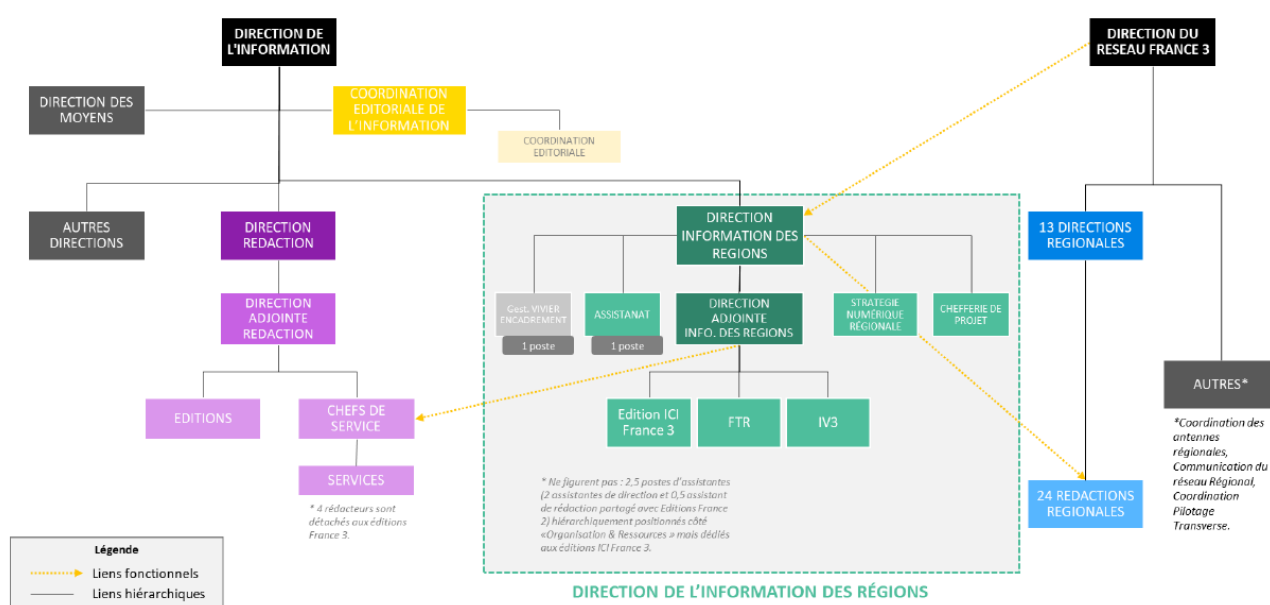 DIRECTION DE
L'INFORMATION
DIRECTION DU
RESEAU FRANCE 3
DIRECTION DES
MOYENS
COORDINATION
EDITORIALE DE
L'INFORMATION
COORDINATION
EDITORIALE
AUTRES
DIRECTIONS
DIRECTION
REDACTION
DIRECTION
INFORMATION DES
REGIONS
13 DIRECTIONS
REGIONALES
DIRECTION
ADJOINTE
REDACTION
Gest. VIVIER
ENCADREMENT
1 poste
ASSISTANAT
1 poste
DIRECTION
ADJOINTE
INFO. DES REGIONS
STRATEGIE
NUMÉRIQUE
RÉGIONALE
CHEFFERIE DE
PROJET
EDITIONS
CHEFS DE
SERVICE
Edition ICI
France 3
FTR
IV3
AUTRES*
*Coordination des
antennes
régionales,
Communication du
réseau Régional,
Coordination
Pilotage
Transverse.
SERVICES
* 4 rédacteurs sont
détachés aux éditions
France 3.
* Ne figurent pas : 2,5 postes d'assistantes
(2 assistantes de direction et 0,5 assistant
de rédaction partagé avec Editions France
2) hiérarchiquement positionnés côté
«Organisation & Ressources » mais dédiés
aux éditions ICI France 3.
24 REDACTIONS
REGIONALES
Légende
Liens fonctionnels
Liens hiérarchiques
DIRECTION DE L'INFORMATION DES RÉGIONS